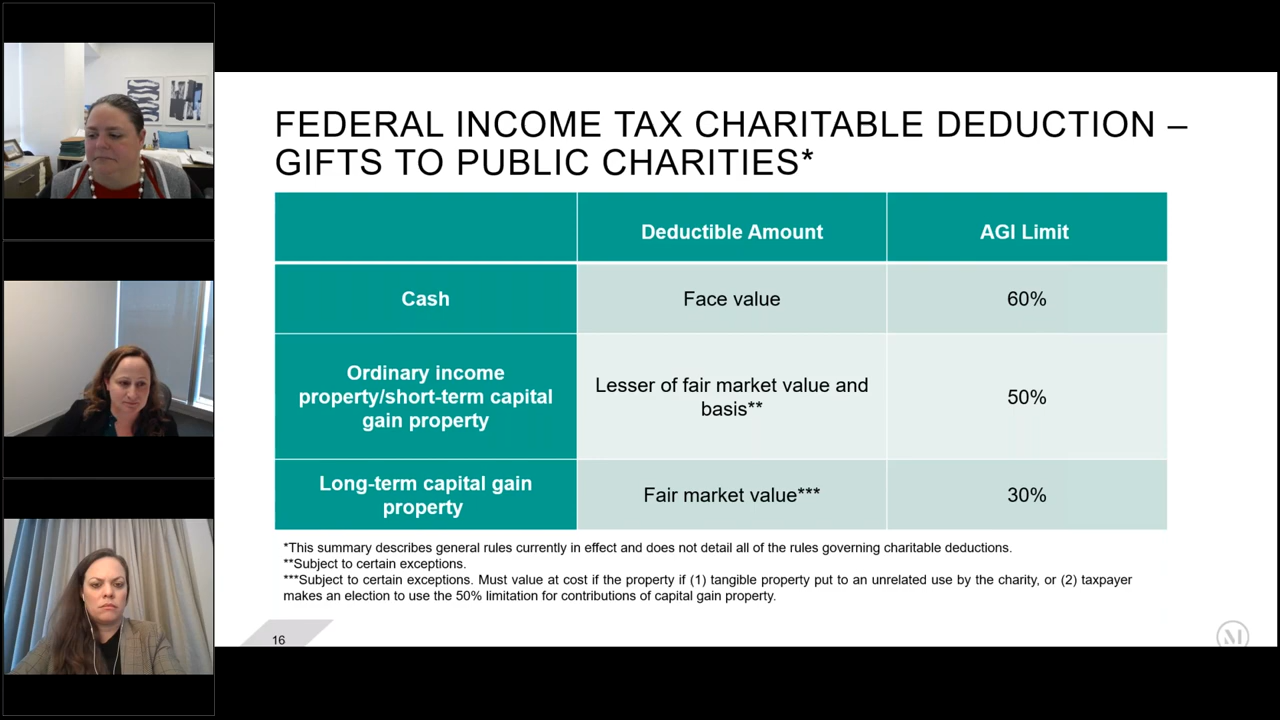 FEDERAL INCOME TAX CHARITABLE DEDUCTION –
GIFTS TO PUBLIC CHARITIES*
Deductible Amount
AGI Limit
Cash
Face value
60%
Ordinary income
property/short-term capital
gain property
Lesser of fair market value and
basis**
50%
Long-term capital gain
property
Fair market value***
30%
*This summary describes general rules currently in effect and does not detail all of the rules governing charitable deductions.
**Subject to certain exceptions.
***Subject to certain exceptions. Must value at cost if the property if (1) tangible property put to an unrelated use by the charity, or (2) taxpayer
makes an election to use the 50% limitation for contributions of capital gain property.
16
M